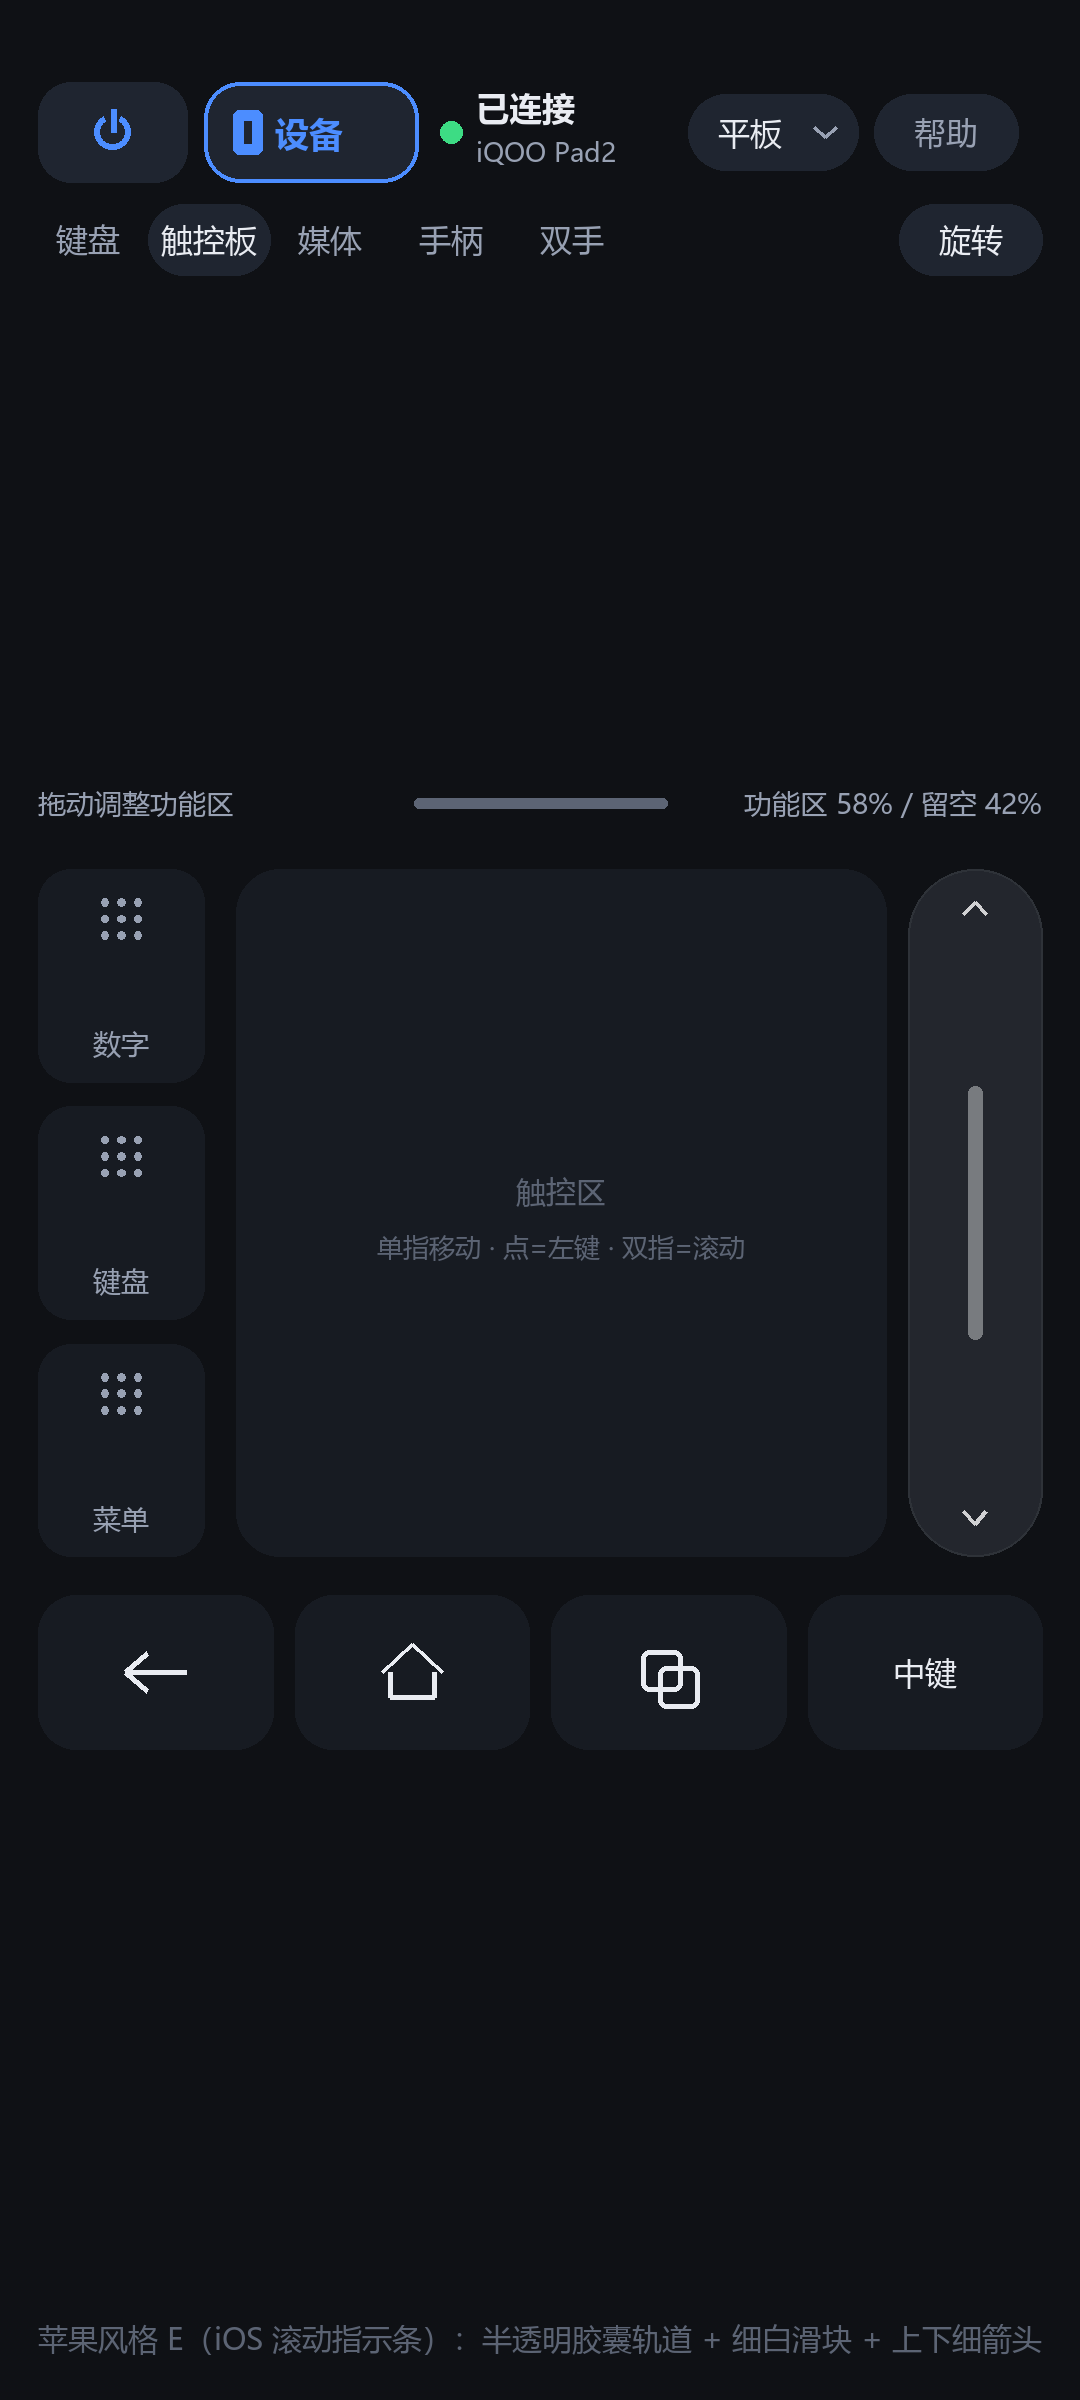 设备
已连接
iQOO Pad2
平板
帮助
键盘
触控板
媒体
手柄
双手
旋转
拖动调整功能区
功能区 58% / 留空 42%
数字
键盘
菜单
触控区
单指移动 · 点=左键 · 双指=滚动
中键
苹果风格 E（iOS 滚动指示条）：半透明胶囊轨道 + 细白滑块 + 上下细箭头